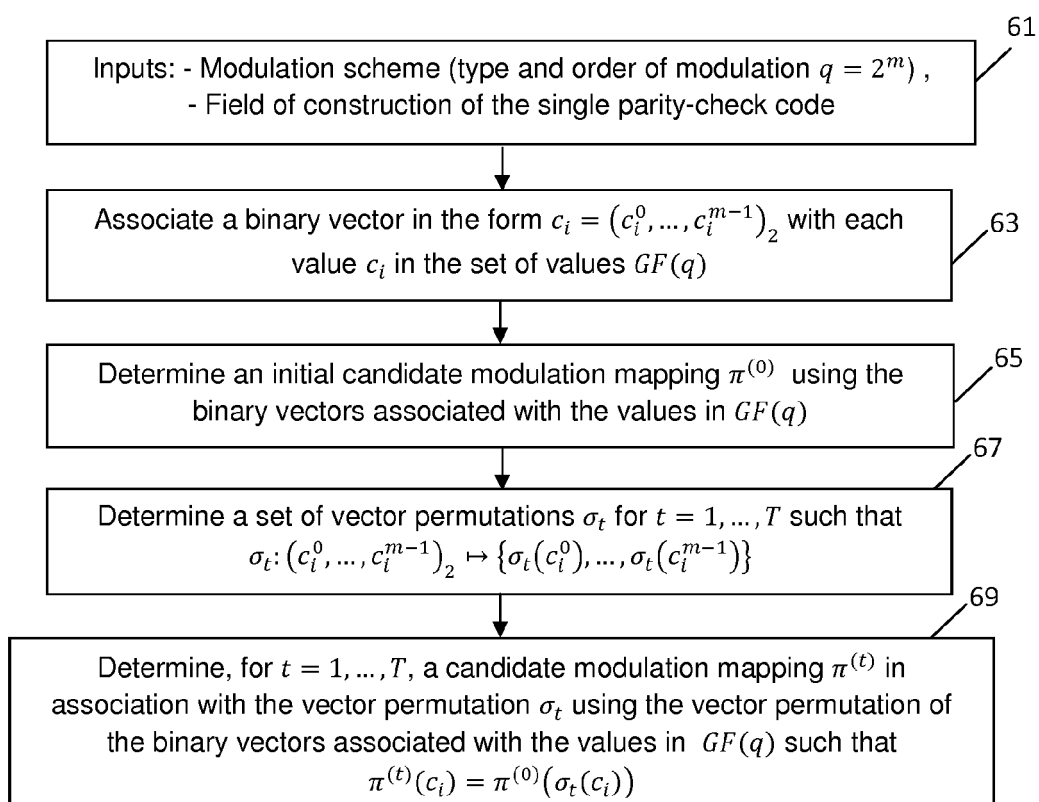 61
Inputs: - Modulation scheme (type and order of modulation q = 2^m) ,
- Field of construction of the single parity-check code
Associate a binary vector in the form c_i = (c_i^0, … , c_i^{m−1})_2 with each
value c_i in the set of values GF(q)
63
Determine an initial candidate modulation mapping π^{(0)} using the
binary vectors associated with the values in GF(q)
65
67
Determine a set of vector permutations σ_t for t = 1, … , T such that
σ_t: (c_i^0, … , c_i^{m−1})_2 ↦ {σ_t(c_i^0), … , σ_t(c_i^{m−1})}
69
Determine, for t = 1, … , T, a candidate modulation mapping π^{(t)} in
association with the vector permutation σ_t using the vector permutation of
the binary vectors associated with the values in GF(q) such that
π^{(t)}(c_i) = π^{(0)}(σ_t(c_i))